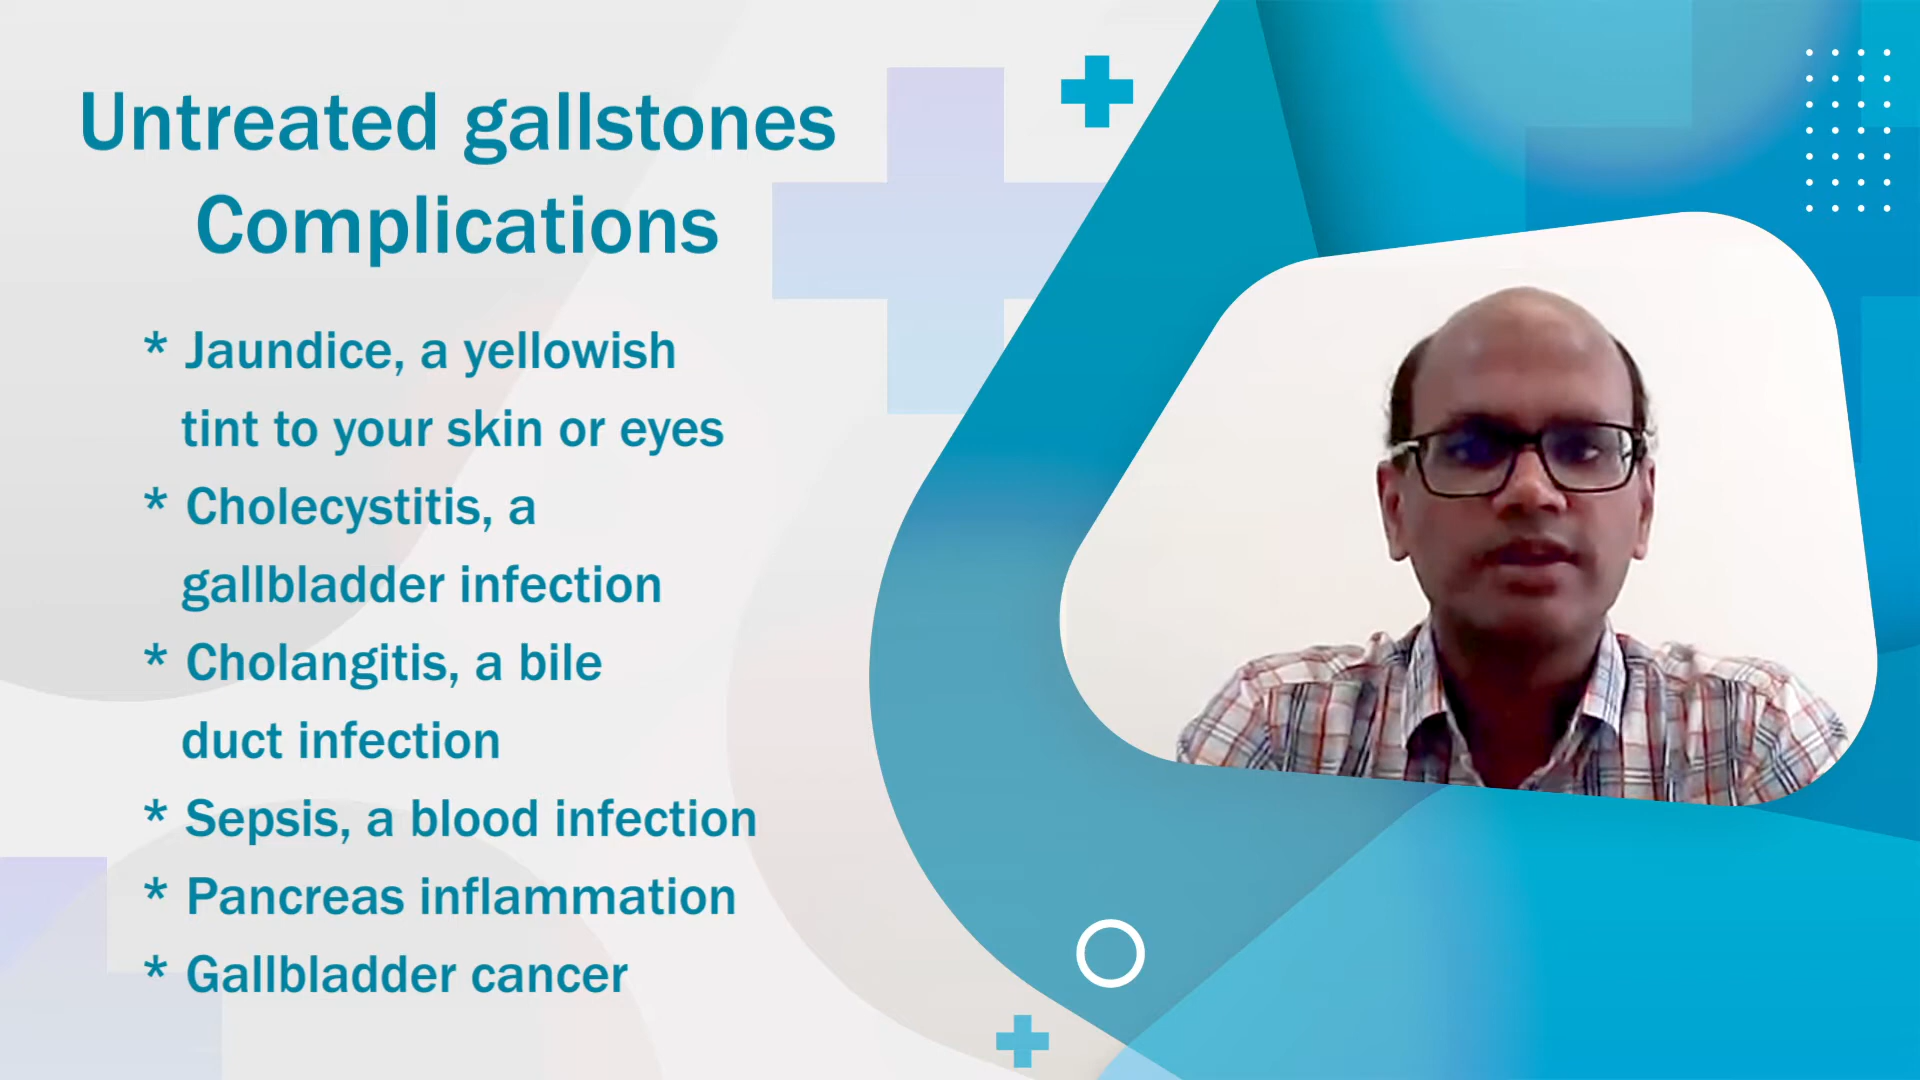 Untreated gallstones
Complications
* Jaundice, a yellowish
tint to your skin or eyes
* Cholecystitis, a
gallbladder infection
* Cholangitis, a bile
duct infection
* Sepsis, a blood infection
* Pancreas inflammation
* Gallbladder cancer